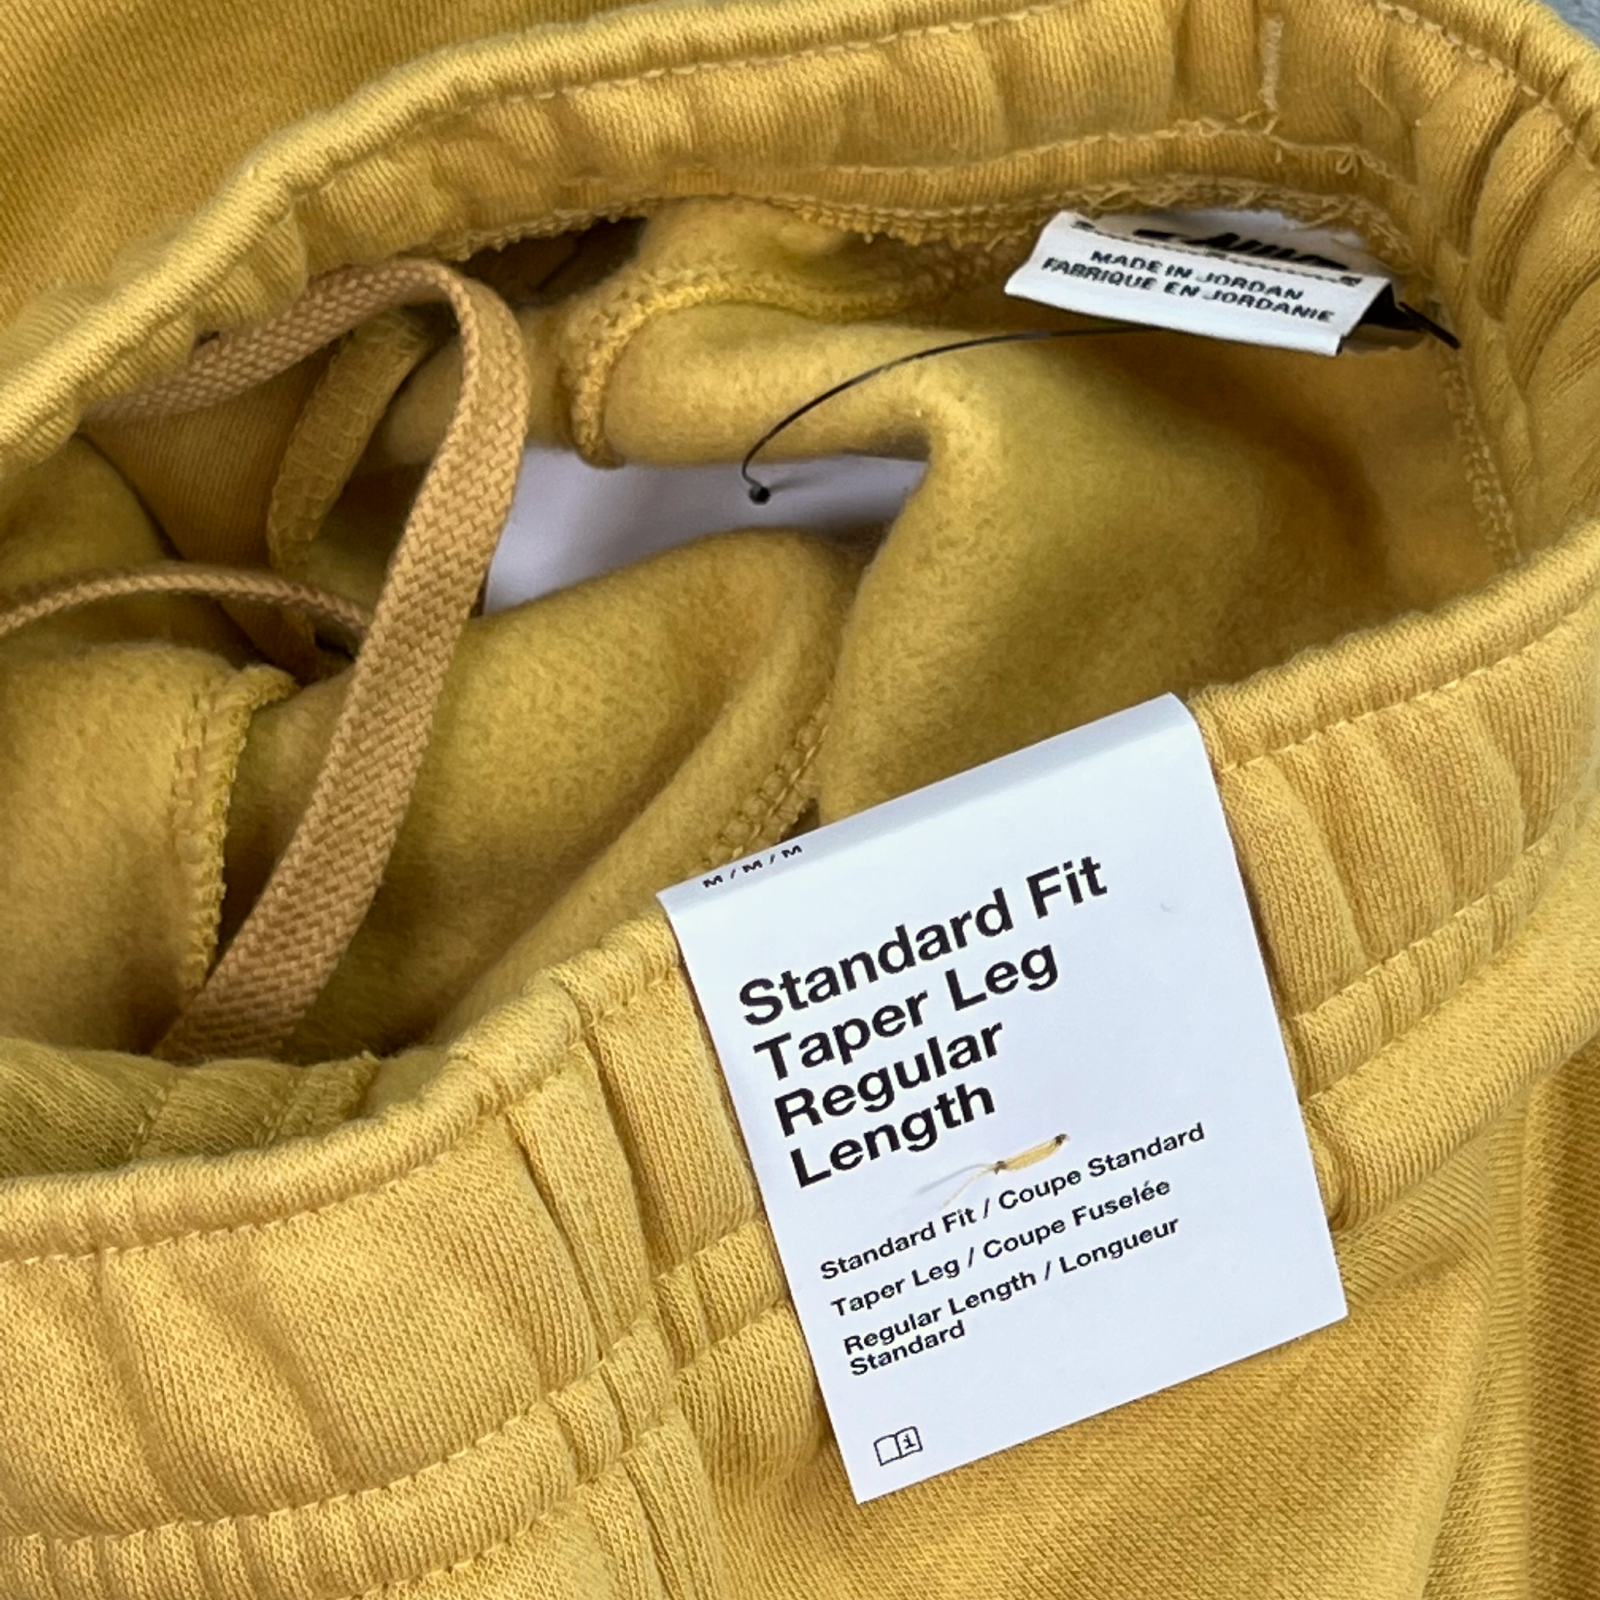 MADE IN JORDAN
FABRIQUE EN JORDANIE
M / M / M
Standard Fit
Taper Leg
Regular
Length
Standard Fit / Coupe Standard
Taper Leg / Coupe Fuselée
Regular Length / Longueur
Standard
i